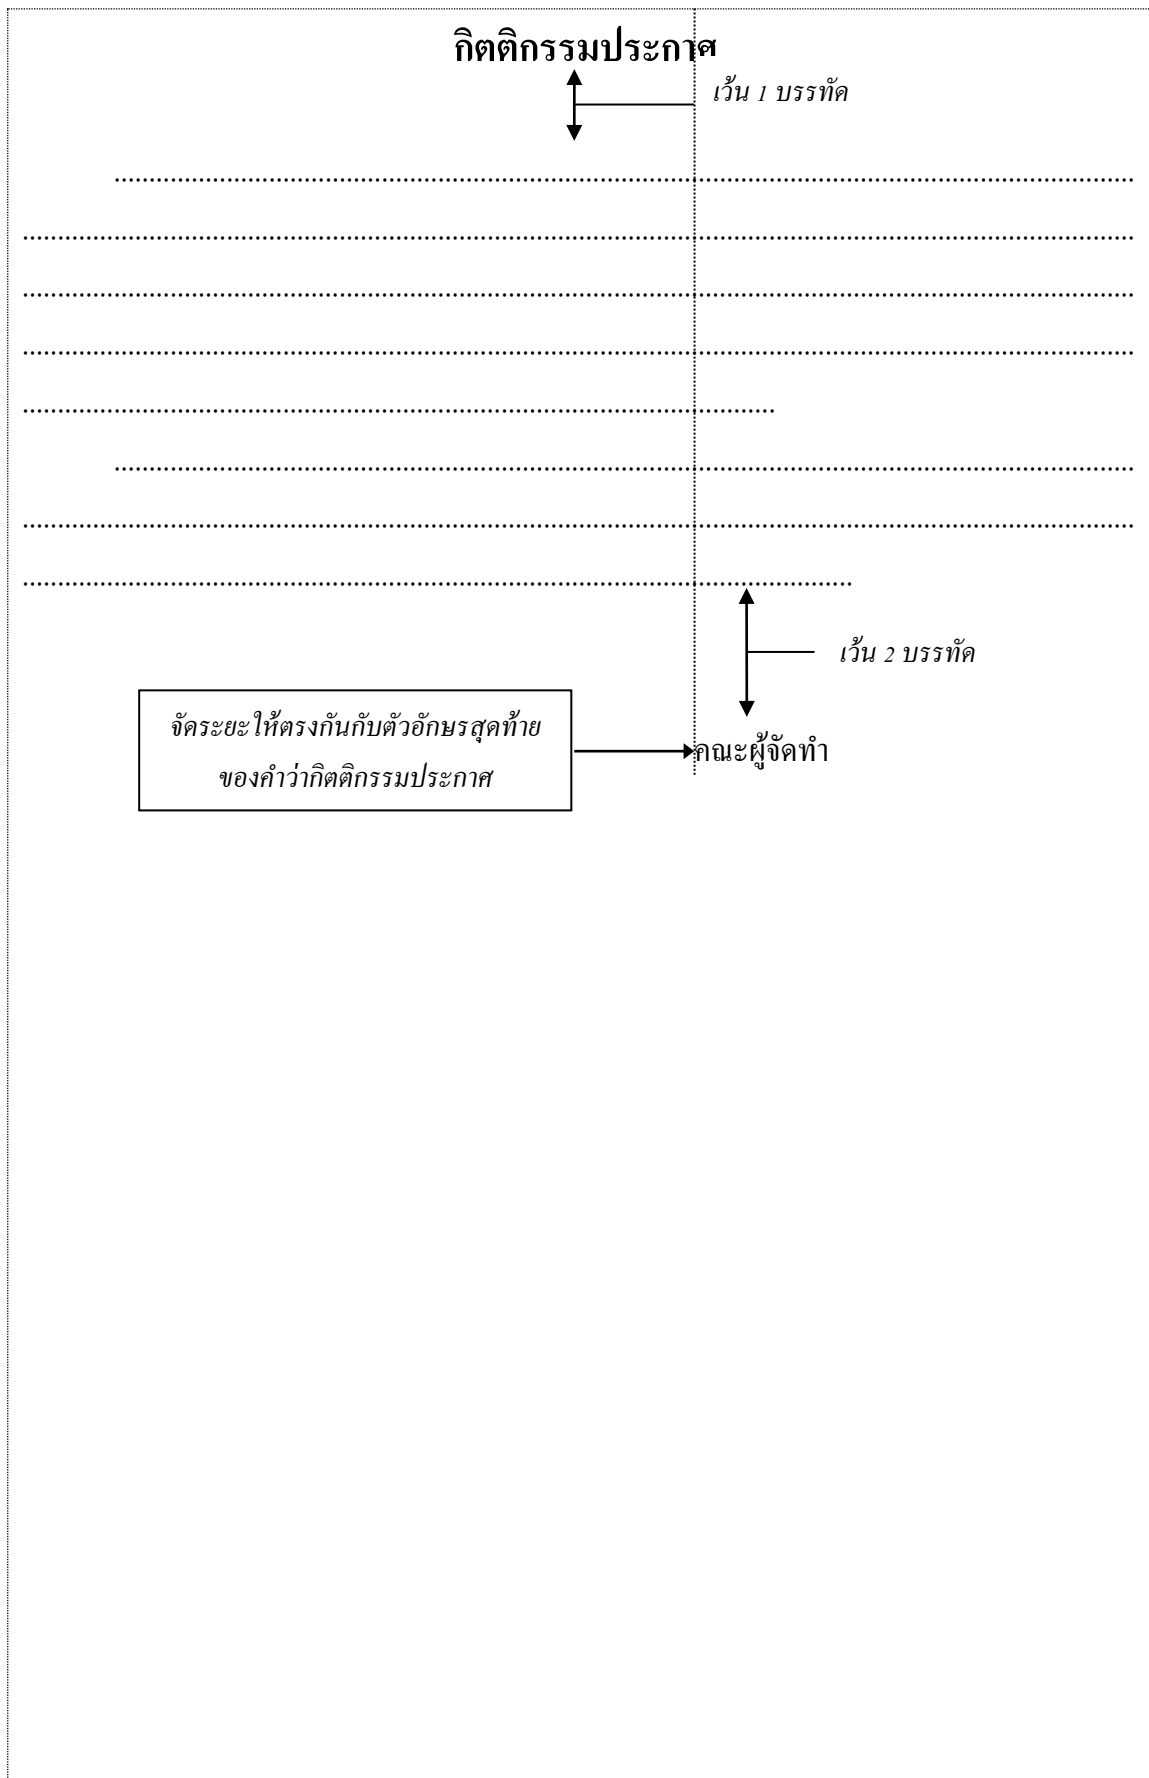 กิตติกรรมประกาศ
เว้น 1 บรรทัด
...................................................................................................................................................
................................................................................................................................................................
................................................................................................................................................................
................................................................................................................................................................
............................................................................................................
...................................................................................................................................................
................................................................................................................................................................
.......................................................................................................................
เว้น 2 บรรทัด
จัดระยะให้ตรงกันกับตัวอักษรสุดท้าย
ของคำว่ากิตติกรรมประกาศ
คณะผู้จัดทำ